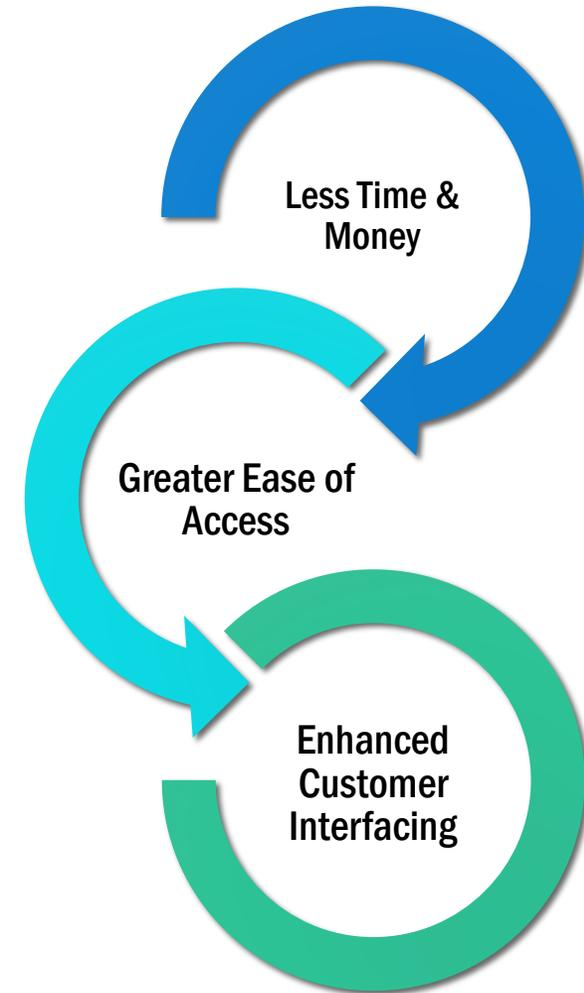 Less Time &
Money
Greater Ease of
Access
Enhanced
Customer
Interfacing